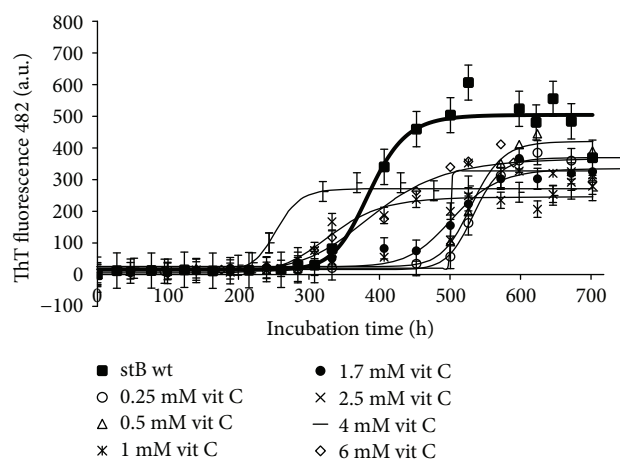 ThT fluorescence 482 (a.u.)
800
700
600
500
400
300
200
100
0
−100
0
100
200
300
400
500
600
700
Incubation time (h)
stB wt
0.25 mM vit C
0.5 mM vit C
1 mM vit C
1.7 mM vit C
2.5 mM vit C
4 mM vit C
6 mM vit C